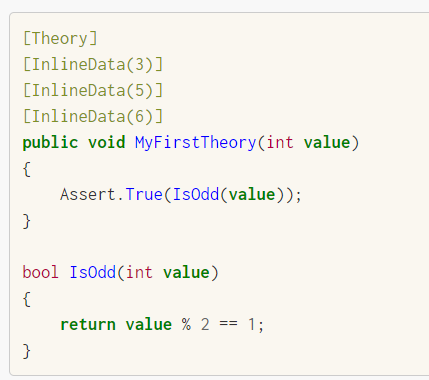 [Theory]
[InlineData(3)]
[InlineData(5)]
[InlineData(6)]
public void MyFirstTheory(int value)
{
    Assert.True(IsOdd(value));
}

bool IsOdd(int value)
{
    return value % 2 == 1;
}